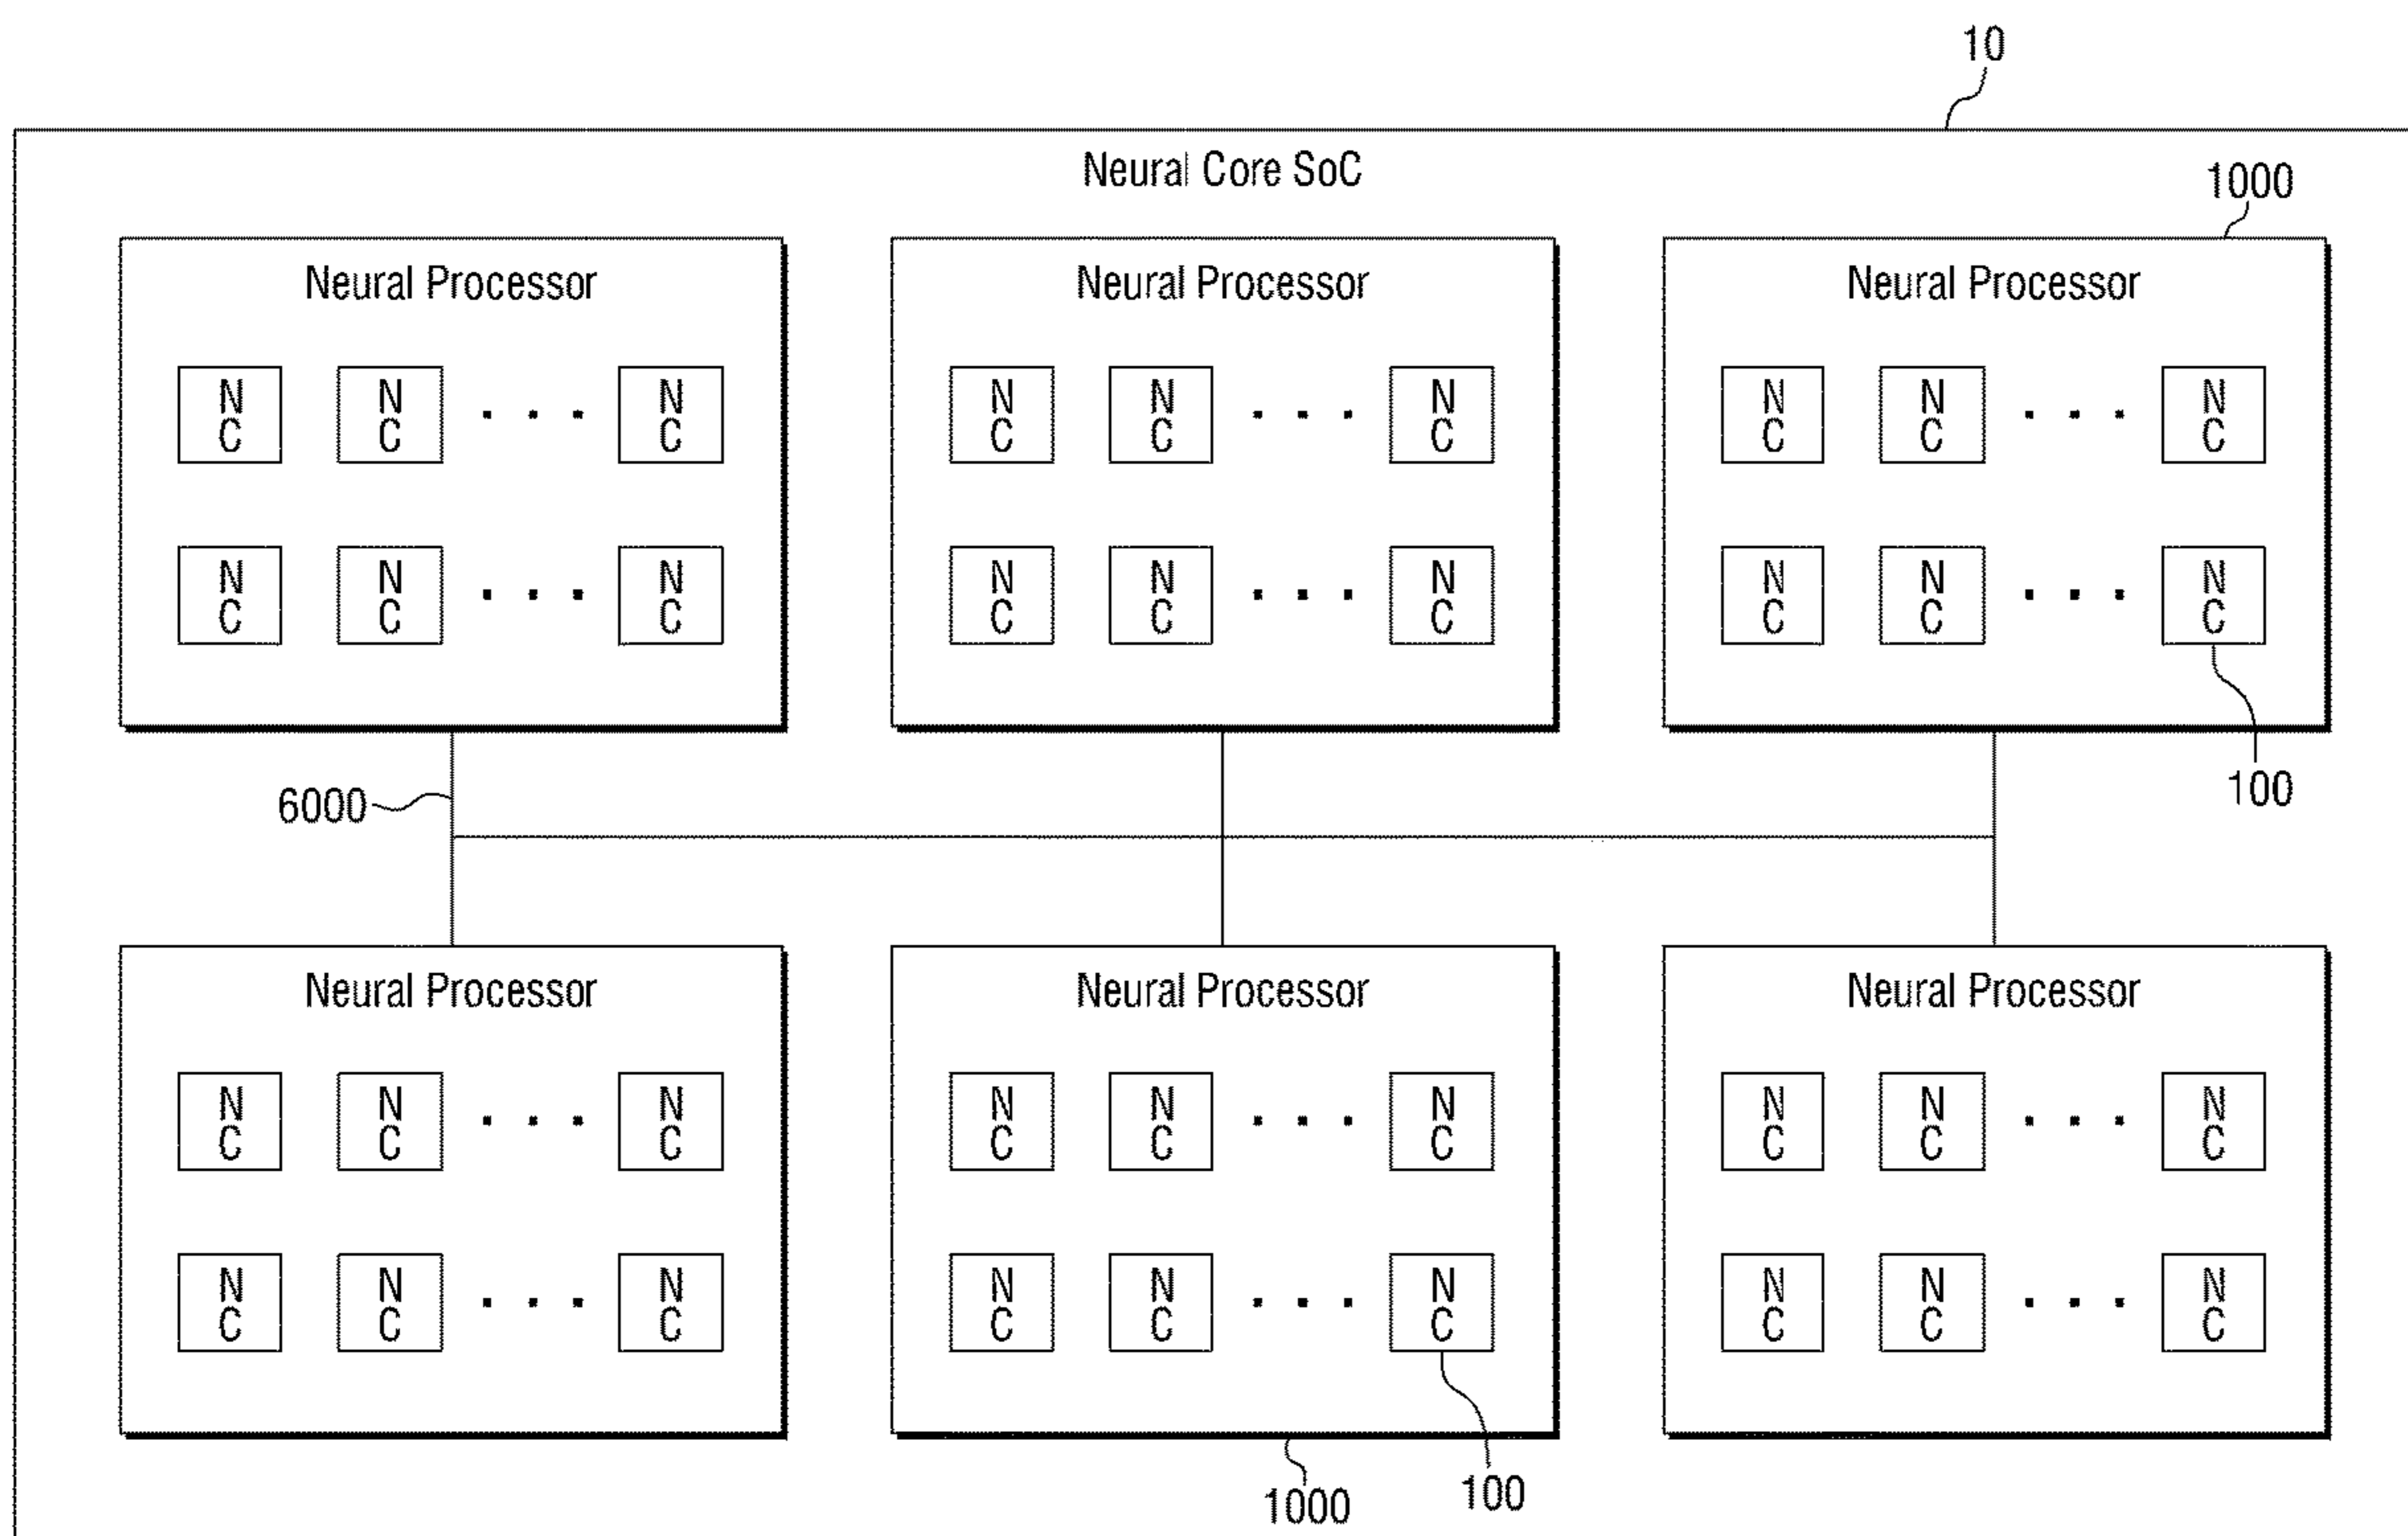 10
Neural Core SoC
1000
Neural Processor Neural Processor Neural Processor
N N N N N N N N N
C C . . . C C C . . . C C C . . . C
N N N N N N N N N
C C . . . C C C . . . C C C . . . C
6000 100
Neural Processor Neural Processor Neural Processor
N N N N N N N N N
C C . . . C C C . . . C C C . . . C
N N N N N N N N N
C C . . . C C C . . . C C C . . . C
1000 100